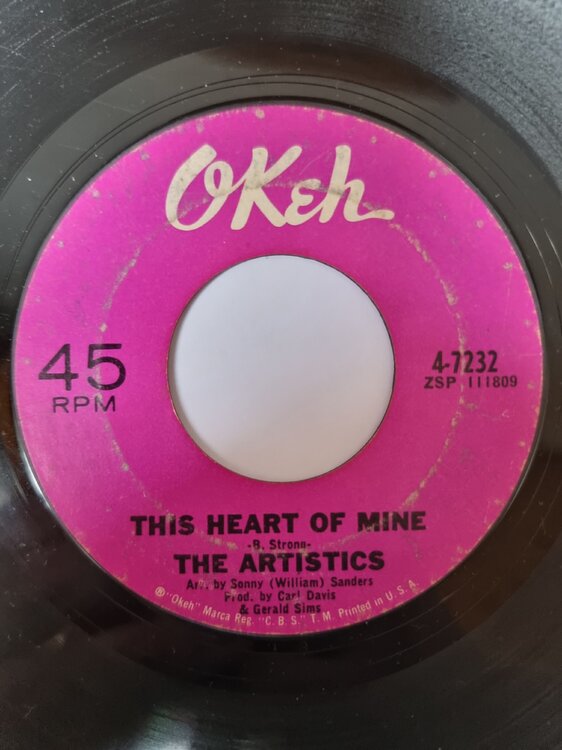 OKeh
45
RPM
4-7232
ZSP 111809
THIS HEART OF MINE
-B. Strong-
THE ARTISTICS
Arr. by Sonny (William) Sanders
Prod. by Carl Davis
& Gerald Sims
® "Okeh" Marca Reg. "C.B.S." T.M. Printed in U.S.A.